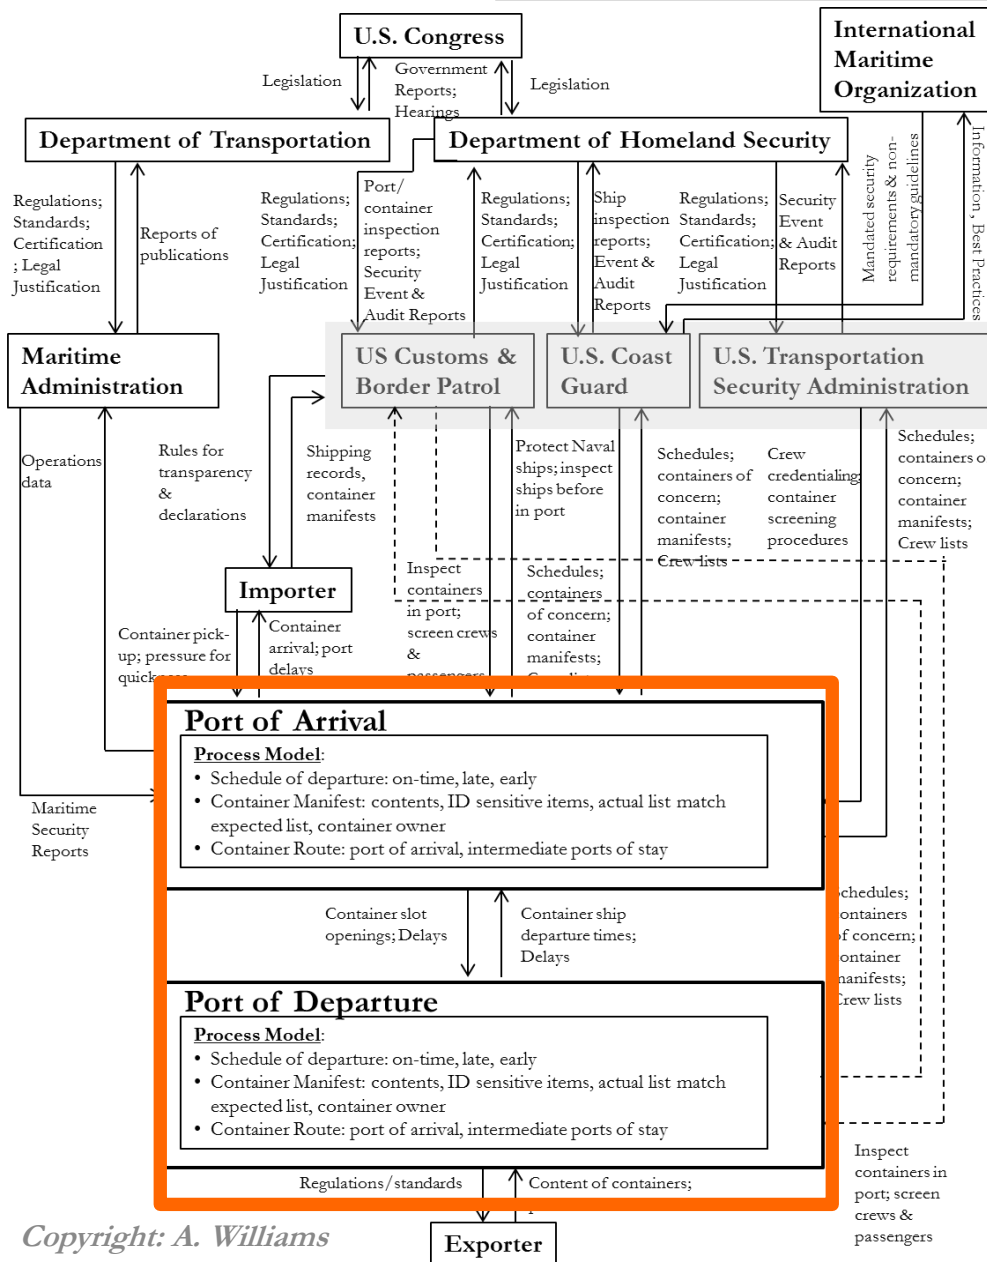 U.S. Congress
International
Maritime
Organization
Legislation
Government
Reports;
Hearings
Legislation
Department of Transportation
Department of Homeland Security
Regulations;
Standards;
Certification
; Legal
Justification
Reports of
publications
Regulations;
Standards;
Certification;
Legal
Justification
Port/
container
inspection
reports;
Security
Event &
Audit Reports
Regulations;
Standards;
Certification;
Legal
Justification
Ship
inspection
reports;
Event &
Audit
Reports
Regulations;
Standards;
Certification;
Legal
Justification
Security
Event
& Audit
Reports
Mandated security
requirements & non-
mandatory guidelines
Information, Best Practices
Maritime
Administration
US Customs &
Border Patrol
U.S. Coast
Guard
U.S. Transportation
Security Administration
Operations
data
Rules for
transparency
&
declarations
Shipping
records,
container
manifests
Protect Naval
ships; inspect
ships before
in port
Schedules;
containers of
concern;
container
manifests;
Crew lists
Crew
credentialing;
container
screening
procedures
Schedules;
containers of
concern;
container
manifests;
Crew lists
Importer
Inspect
containers
in port;
screen crews
&
passengers
Schedules;
containers
of concern;
container
manifests;
Crew lists
Container pick-
up; pressure for
Container
arrival; port
delays
Port of Arrival
Process Model:
• Schedule of departure: on-time, late, early
• Container Manifest: contents, ID sensitive items, actual list match
expected list, container owner
• Container Route: port of arrival, intermediate ports of stay
Maritime
Security
Reports
Container slot
openings; Delays
Container ship
departure times;
Delays
Schedules;
containers
of concern;
container
manifests;
Crew lists
Port of Departure
Process Model:
• Schedule of departure: on-time, late, early
• Container Manifest: contents, ID sensitive items, actual list match
expected list, container owner
• Container Route: port of arrival, intermediate ports of stay
Regulations/standards
Content of containers;
Inspect
containers in
port; screen
crews &
passengers
Copyright: A. Williams
Exporter